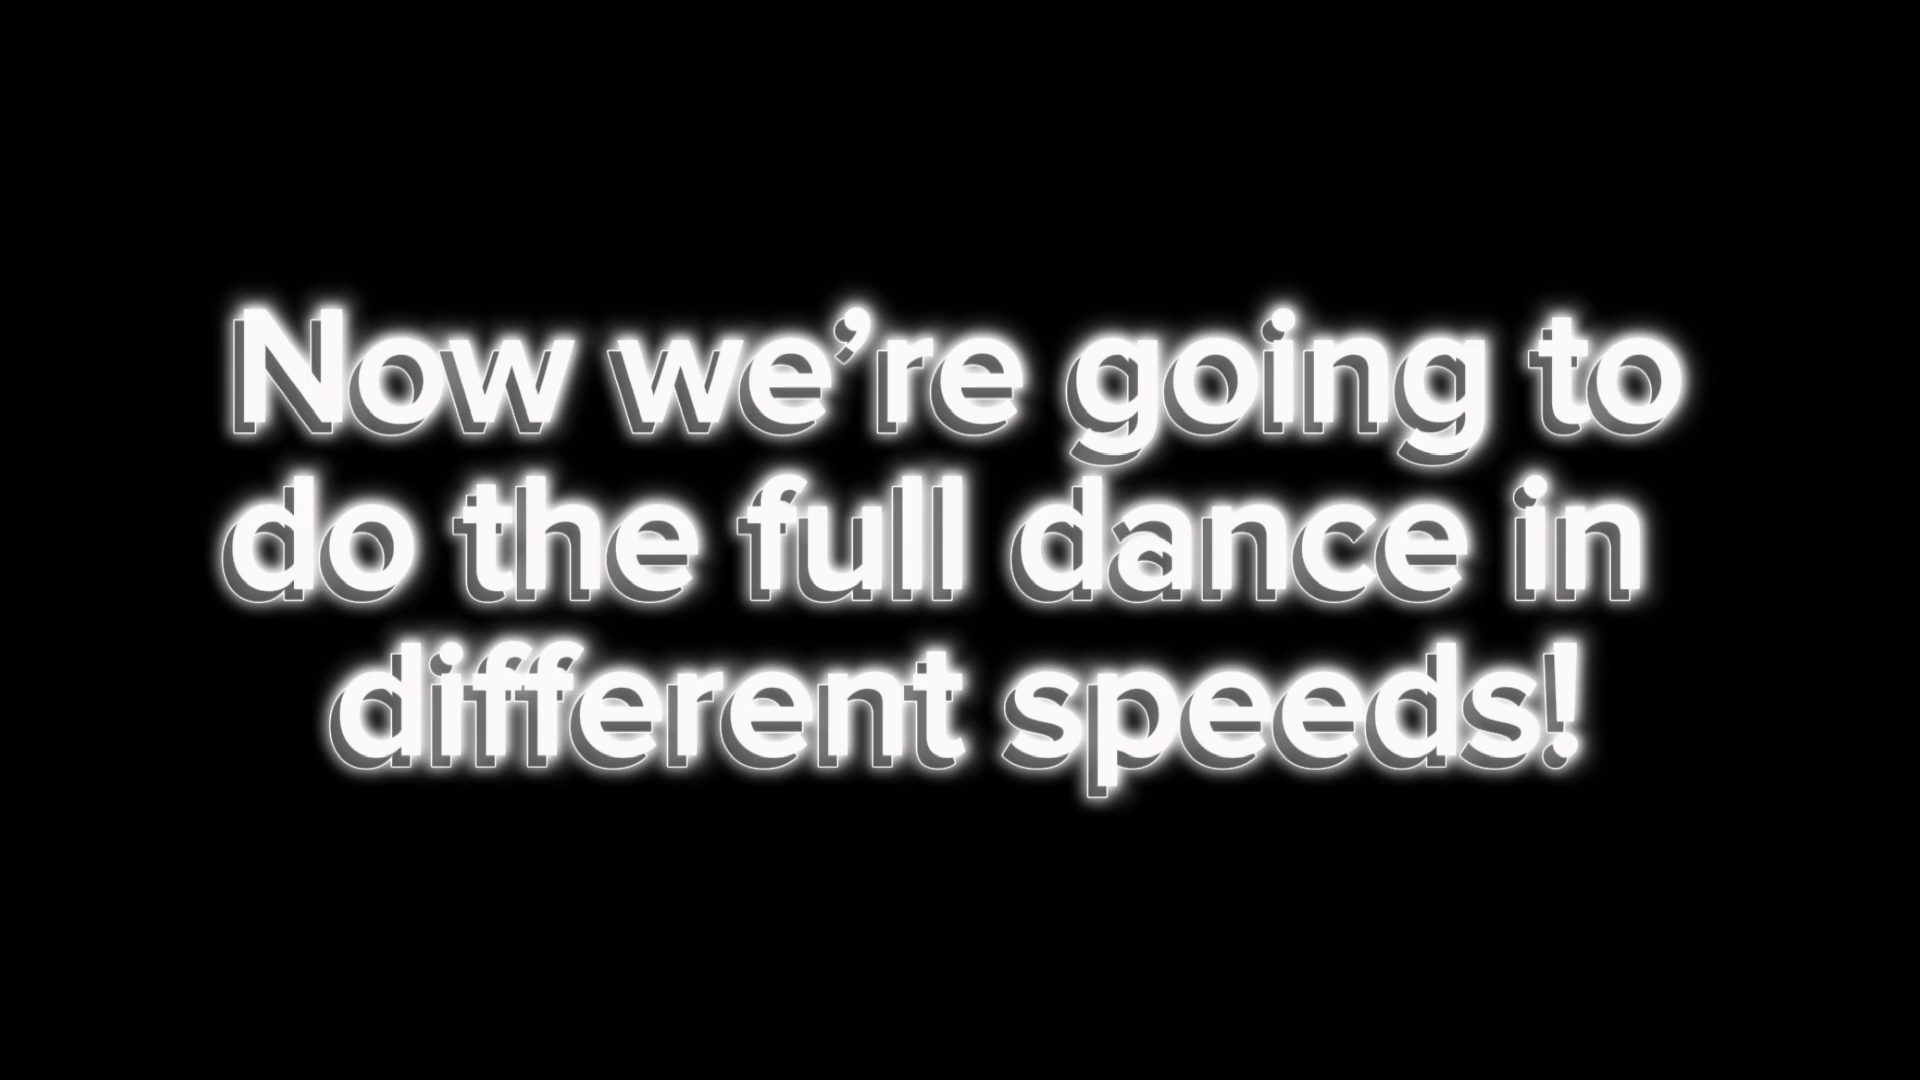 Now we’re going to
do the full dance in
different speeds!